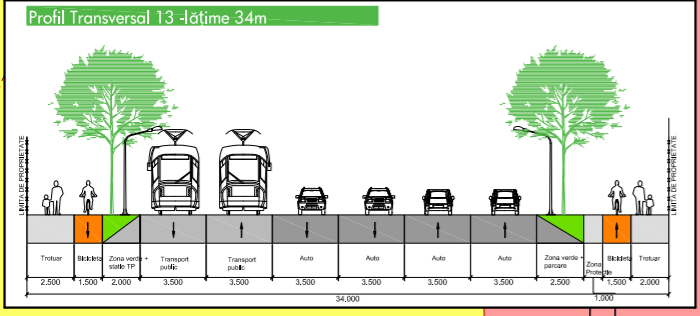 Profil Transversal 13 -lățime 34m
LIMITA DE PROPRIETATE
LIMITA DE PROPRIETATE
Trotuar
Bicicleta
Zona verde +
statie TP
Transport
public
Transport
public
Auto
Auto
Auto
Auto
Zona verde +
parcare
Zona
Protectie
Bicicleta
Trotuar
2.500
1.500
2.000
3.500
3.500
3.500
3.500
3.500
3.500
2.500
1.500
2.000
34.000
1.000